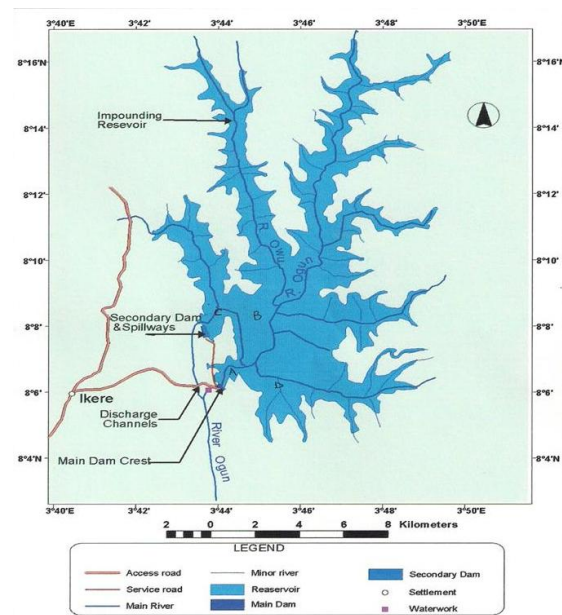 3°40'E 3°42'E 3°44'E 3°46'E 3°48'E 3°50'E
8°16'N 8°16'N
Impounding
Resevoir
8°14' 8°14'
8°12' 8°12'N
R. Owu
R. Ogun
8°10' 8°10'N
Secondary Dam
&Spillways
C
B
8°8' 8°8'N
A
Ikere
8°6' 8°6'N
Discharge
Channels
Main Dam Crest
River Ogun
8°4'N 8°4'N
3°40'E 3°42'E 3°44'E 3°46'E 3°48'E 3°50'E
2 0 2 4 6 8 Kilometers
LEGEND
Access road Minor river Secondary Dam
Service road Reaservoir Settlement
Main River Main Dam Waterwork